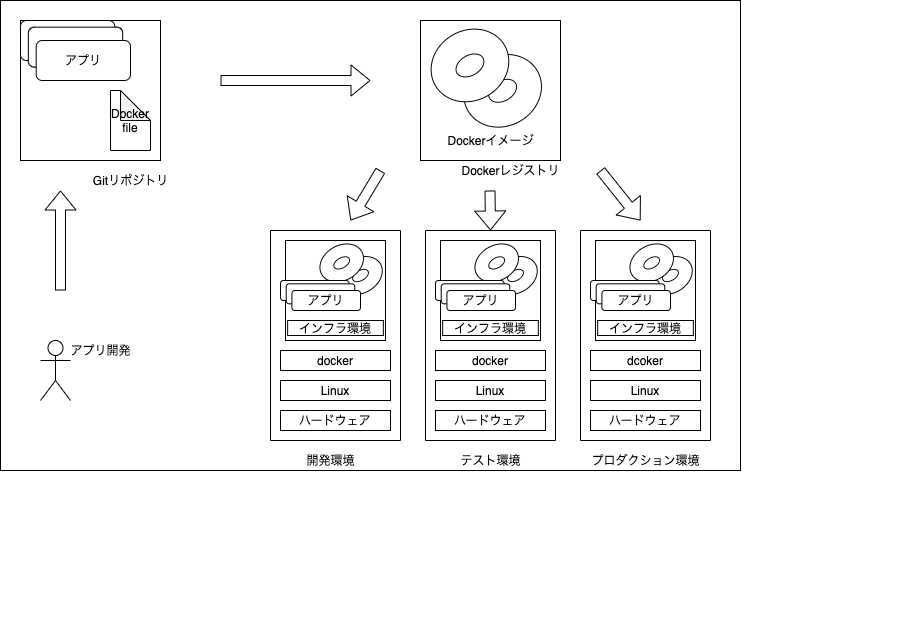 アプリ
Docker
file
Gitリポジトリ
Dockerイメージ
Dockerレジストリ
アプリ開発
アプリ
インフラ環境
docker
Linux
ハードウェア
開発環境
アプリ
インフラ環境
docker
Linux
ハードウェア
テスト環境
アプリ
インフラ環境
dcoker
Linux
ハードウェア
プロダクション環境